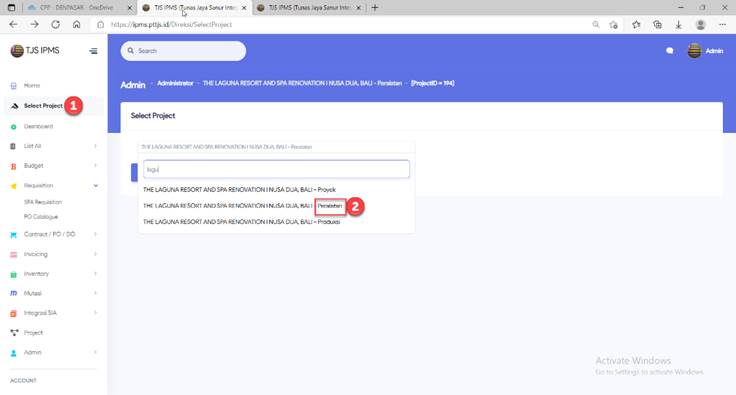 CPP - DENPASAR - OneDrive
TJS IPMS (Tunas Jaya Sanur Inte
TJS IPMS (Tunas Jaya Sanur Inte
https://ipms.pttjs.id/Direksi/SelectProject
TJS IPMS
Search
Admin
Home
Select Project
1
Dashboard
List All
Budget
Requisition
SPA Requisition
PO Catalogue
Contract / PO / DO
Invoicing
Inventory
Mutasi
Integrasi SIA
Project
Admin
ACCOUNT
Admin - Administrator - THE LAGUNA RESORT AND SPA RENOVATION I NUSA DUA, BALI - Peralatan - [ProjectID = 194]
Select Project
THE LAGUNA RESORT AND SPA RENOVATION I NUSA DUA, BALI - Peralatan
lagu
THE LAGUNA RESORT AND SPA RENOVATION I NUSA DUA, BALI - Proyek
THE LAGUNA RESORT AND SPA RENOVATION I NUSA DUA, BALI - Peralatan
2
THE LAGUNA RESORT AND SPA RENOVATION I NUSA DUA, BALI - Produksi
Activate Windows
Go to Settings to activate Windows.